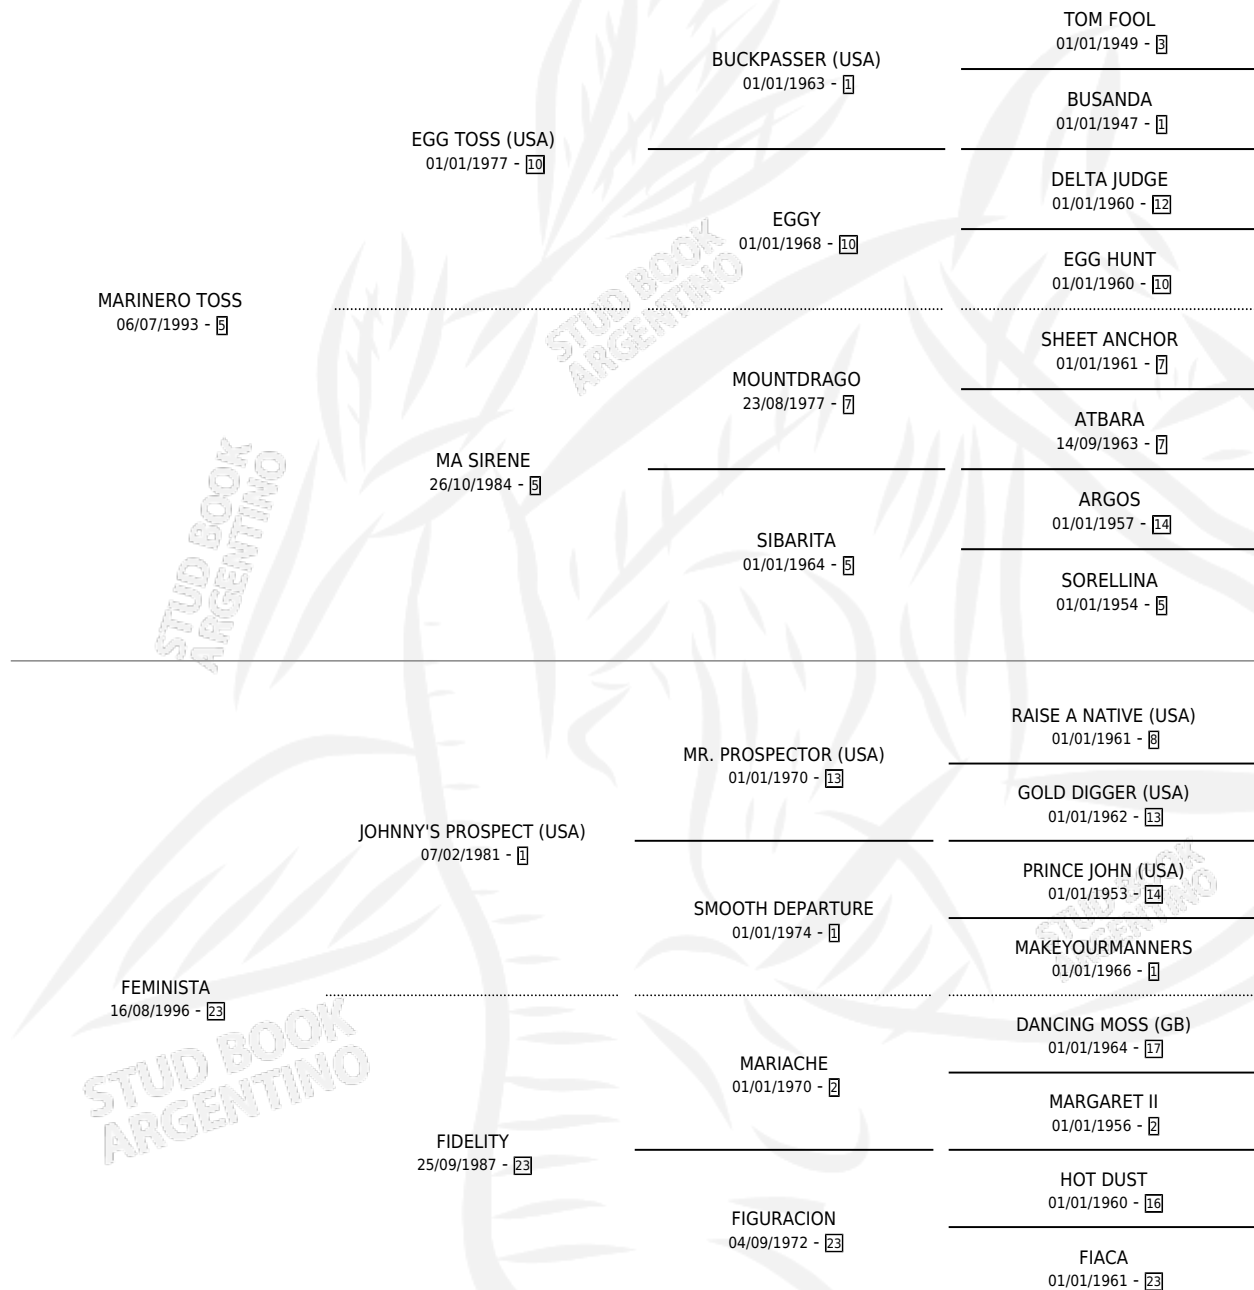 TOM FOOL
01/01/1949 - 3
BUCKPASSER (USA)
01/01/1963 - 1
BUSANDA
01/01/1947 - 1
EGG TOSS (USA)
01/01/1977 - 10
DELTA JUDGE
01/01/1960 - 12
EGGY
01/01/1968 - 10
EGG HUNT
01/01/1960 - 10
MARINERO TOSS
06/07/1993 - 5
SHEET ANCHOR
01/01/1961 - 7
MOUNTDRAGO
23/08/1977 - 7
ATBARA
14/09/1963 - 7
MA SIRENE
26/10/1984 - 5
ARGOS
01/01/1957 - 14
SIBARITA
01/01/1964 - 5
SORELLINA
01/01/1954 - 5
RAISE A NATIVE (USA)
01/01/1961 - 8
MR. PROSPECTOR (USA)
01/01/1970 - 13
GOLD DIGGER (USA)
01/01/1962 - 13
JOHNNY'S PROSPECT (USA)
07/02/1981 - 1
PRINCE JOHN (USA)
01/01/1953 - 14
SMOOTH DEPARTURE
01/01/1974 - 1
MAKEYOURMANNERS
01/01/1966 - 1
FEMINISTA
16/08/1996 - 23
DANCING MOSS (GB)
01/01/1964 - 17
MARIACHE
01/01/1970 - 2
MARGARET II
01/01/1956 - 2
FIDELITY
25/09/1987 - 23
HOT DUST
01/01/1960 - 16
FIGURACION
04/09/1972 - 23
FIACA
01/01/1961 - 23
STUD BOOK
ARGENTINO
STUD BOOK
ARGENTINO
STUD BOOK
ARGENTINO
STUD BOOK
ARGENTINO